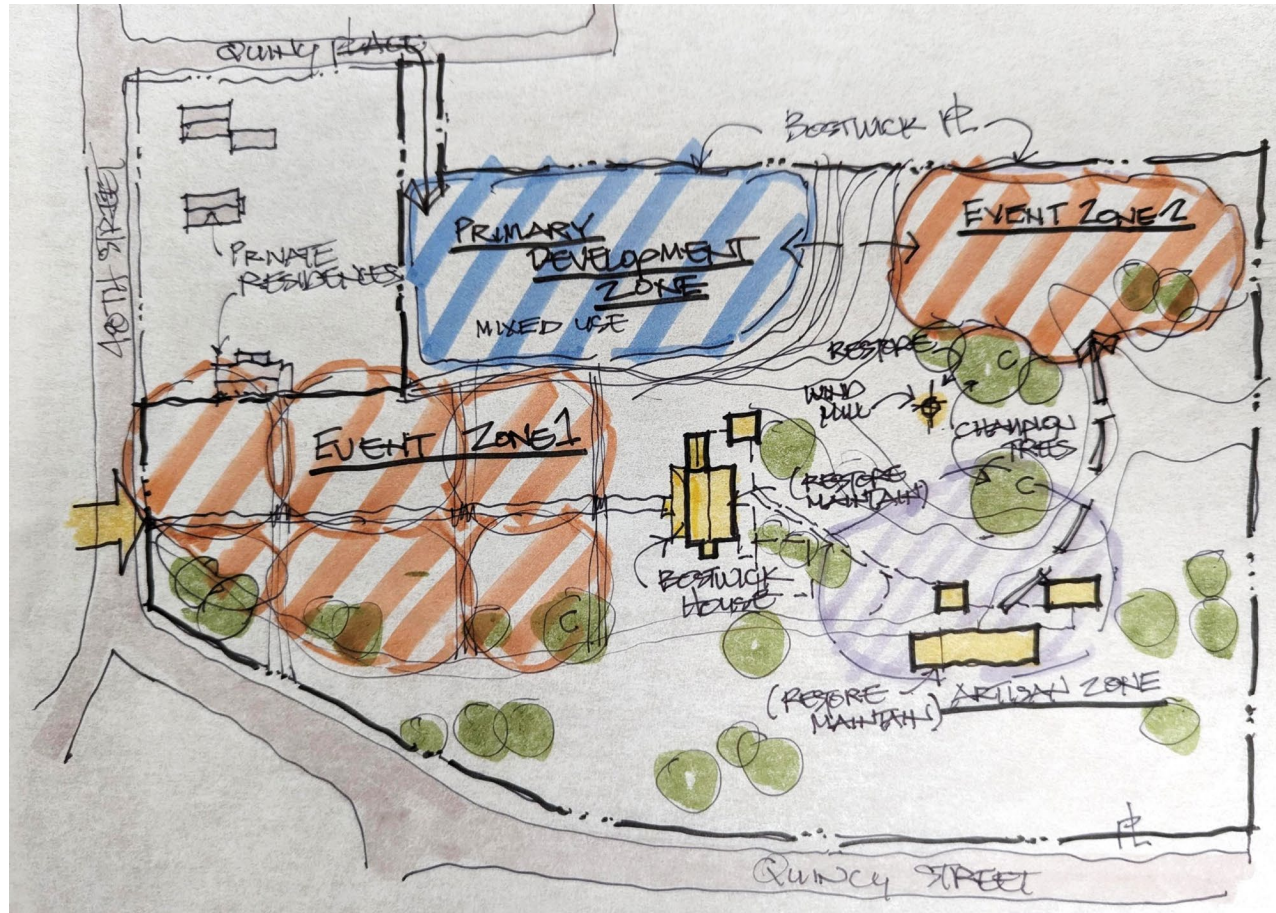 QUINCY PLACE
BOSTWICK PL
40TH STREET
PRIVATE
RESIDENCES
PRIMARY
DEVELOPMENT
ZONE
MIXED USE
EVENT ZONE 2
RESTORE
WIND
MILL
CHAMPION
TREES
C
C
(RESTORE
MAINTAIN)
EVENT ZONE 1
C
BOSTWICK
HOUSE
(RESTORE
MAINTAIN)
ARTISAN ZONE
PL
QUINCY STREET